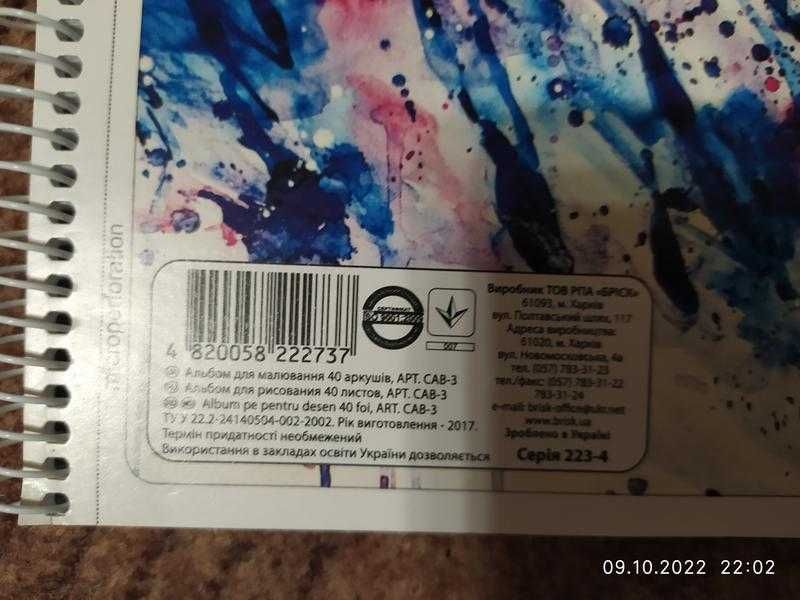 microperforation
4 820058 222737
СЕРТИФІКАТ
ISO 9001:2009
007
Альбом для малювання 40 аркушів, АРТ. САВ-3
Альбом для рисования 40 листов, АРТ. САВ-3
Album pe pentru desen 40 foi, ART. CAB-3
ТУ У 22.2-24140504-002-2002. Рік виготовлення - 2017.
Термін придатності необмежений
Використання в закладах освіти України дозволяється
Виробник ТОВ РПА «БРІСК»
61093, м. Харків
вул. Полтавський шлях, 117
Адреса виробництва:
61020, м. Харків
вул. Новомосковська, 4а
тел. (057) 783-31-23
тел./факс: (057) 783-31-22
783-31-24
e-mail: brisk-office@ukr.net
www.brisk.ua
Зроблено в Україні
Серія 223-4
09.10.2022 22:02